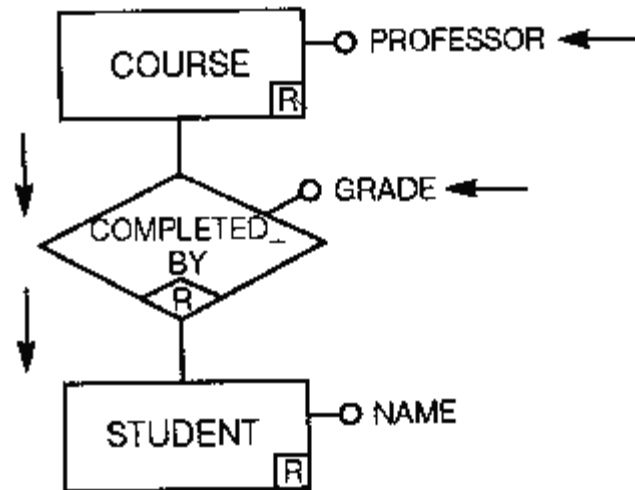 PROFESSOR
COURSE
R
GRADE
COMPLETED_
BY
R
NAME
STUDENT
R